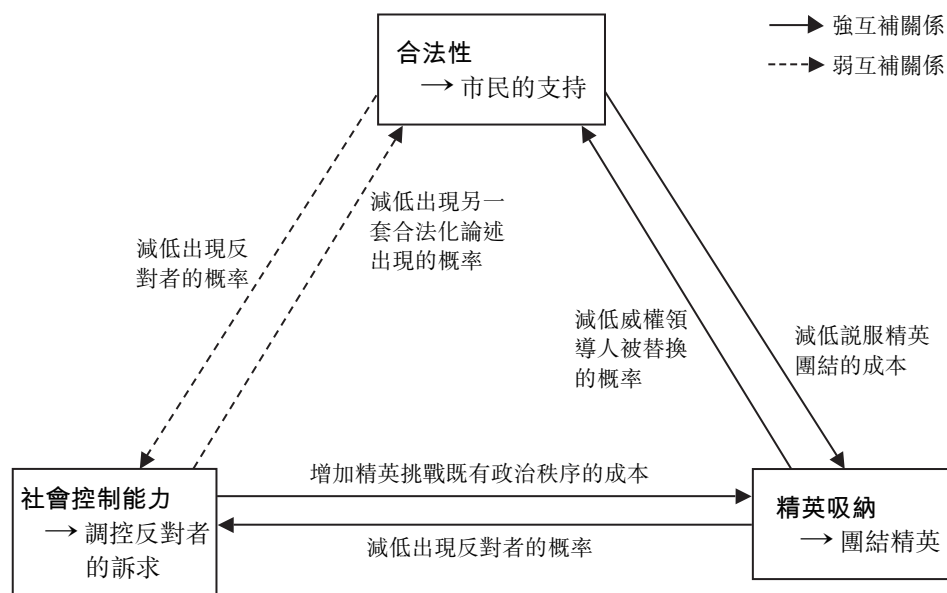 強互補關係
弱互補關係
合法性
→ 市民的支持
減低出現反
對者的概率
減低出現另一
套合法化論述
出現的概率
減低威權領
導人被替換
的概率
減低説服精英
團結的成本
社會控制能力
→ 調控反對者
的訴求
增加精英挑戰既有政治秩序的成本
減低出現反對者的概率
精英吸納
→ 團結精英